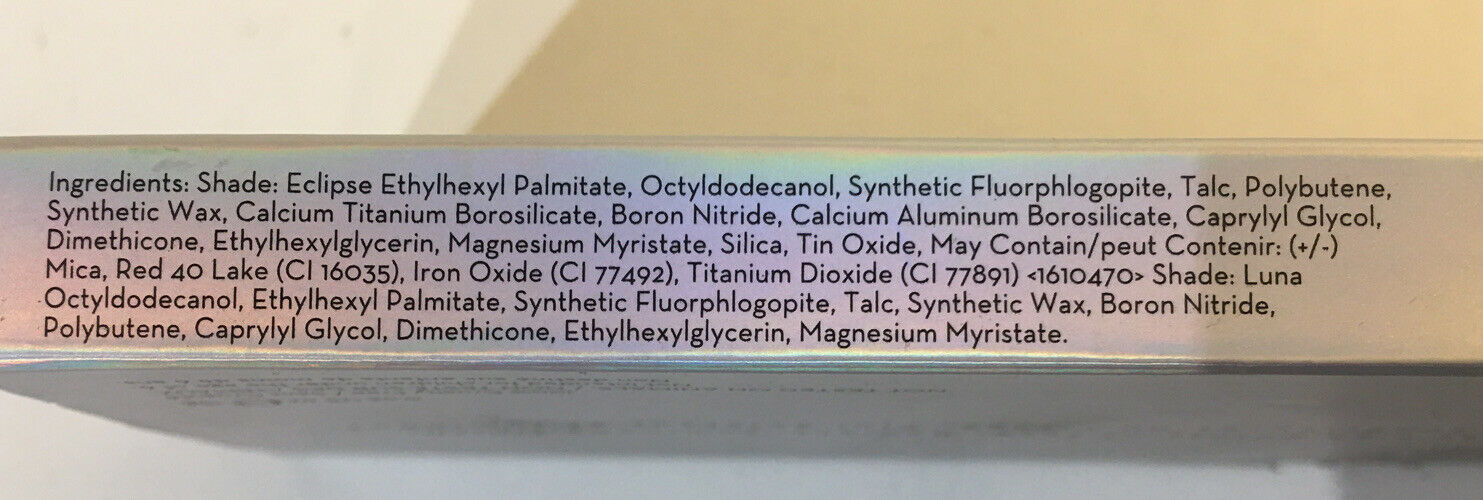 Ingredients: Shade: Eclipse Ethylhexyl Palmitate, Octyldodecanol, Synthetic Fluorphlogopite, Talc, Polybutene,
Synthetic Wax, Calcium Titanium Borosilicate, Boron Nitride, Calcium Aluminum Borosilicate, Caprylyl Glycol,
Dimethicone, Ethylhexylglycerin, Magnesium Myristate, Silica, Tin Oxide, May Contain/peut Contenir: (+/-)
Mica, Red 40 Lake (CI 16035), Iron Oxide (CI 77492), Titanium Dioxide (CI 77891) <1610470> Shade: Luna
Octyldodecanol, Ethylhexyl Palmitate, Synthetic Fluorphlogopite, Talc, Synthetic Wax, Boron Nitride,
Polybutene, Caprylyl Glycol, Dimethicone, Ethylhexylglycerin, Magnesium Myristate.